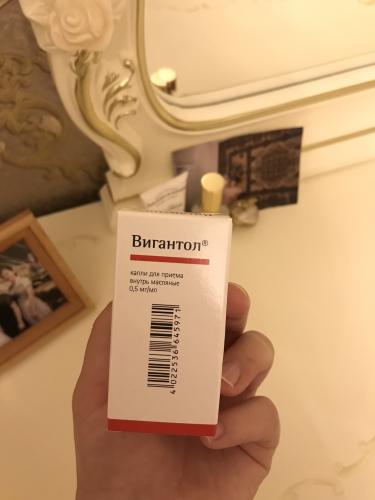 Вигантол®
капли для приема
внутрь масляные
0,5 мг/мл
4 022536 645971